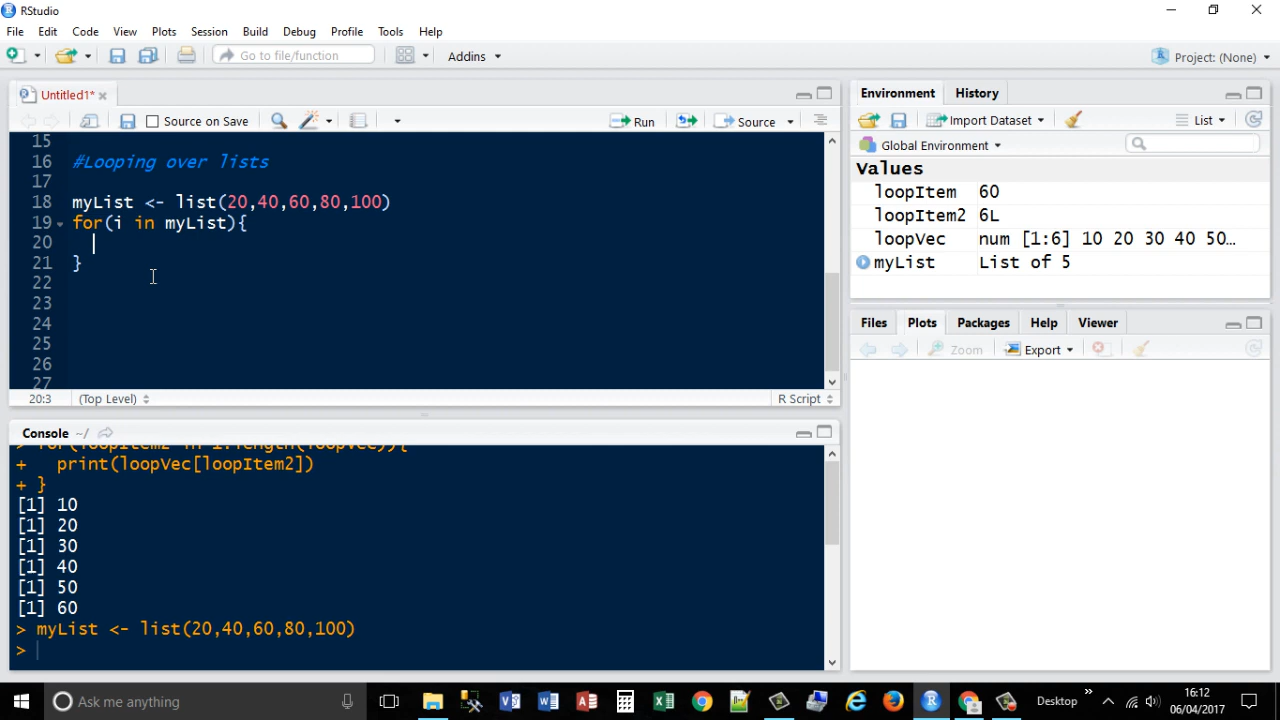 RStudio
File Edit Code View Plots Session Build Debug Profile Tools Help
Go to file/function Addins Project: (None)
Untitled1*
Source on Save Run Source
15
16 #Looping over lists
17
18 myList <- list(20,40,60,80,100)
19 for(i in myList){
20
21 }
22
23
24
25
26
27
20:3 (Top Level) R Script
Console ~/
> for(loopItem2 in 1:length(loopVec)){
+ print(loopVec[loopItem2])
+ }
[1] 10
[1] 20
[1] 30
[1] 40
[1] 50
[1] 60
> myList <- list(20,40,60,80,100)
>
Environment History
Import Dataset List
Global Environment
Values
loopItem 60
loopItem2 6L
loopVec num [1:6] 10 20 30 40 50…
myList List of 5
Files Plots Packages Help Viewer
Zoom Export
Ask me anything
Desktop
16:12
06/04/2017